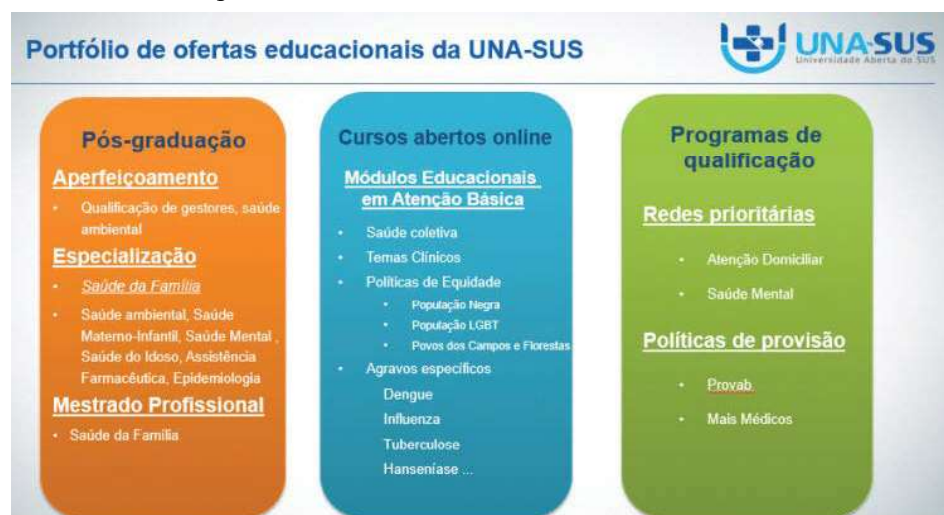 Portfólio de ofertas educacionais da UNA-SUS
UNA-SUS
Universidade Aberta do SUS
Pós-graduação
Aperfeiçoamento
• Qualificação de gestores, saúde
ambiental
Especialização
• Saúde da Família
• Saúde ambiental, Saúde
Materno-Infantil, Saúde Mental ,
Saúde do Idoso, Assistência
Farmacêutica, Epidemiologia
Mestrado Profissional
• Saúde da Família
Cursos abertos online
Módulos Educacionais
em Atenção Básica
• Saúde coletiva
• Temas Clínicos
• Políticas de Equidade
• População Negra
• População LGBT
• Povos dos Campos e Florestas
• Agravos específicos
Dengue
Influenza
Tuberculose
Hanseníase ...
Programas de
qualificação
Redes prioritárias
• Atenção Domiciliar
• Saúde Mental
Políticas de provisão
• Provab
• Mais Médicos